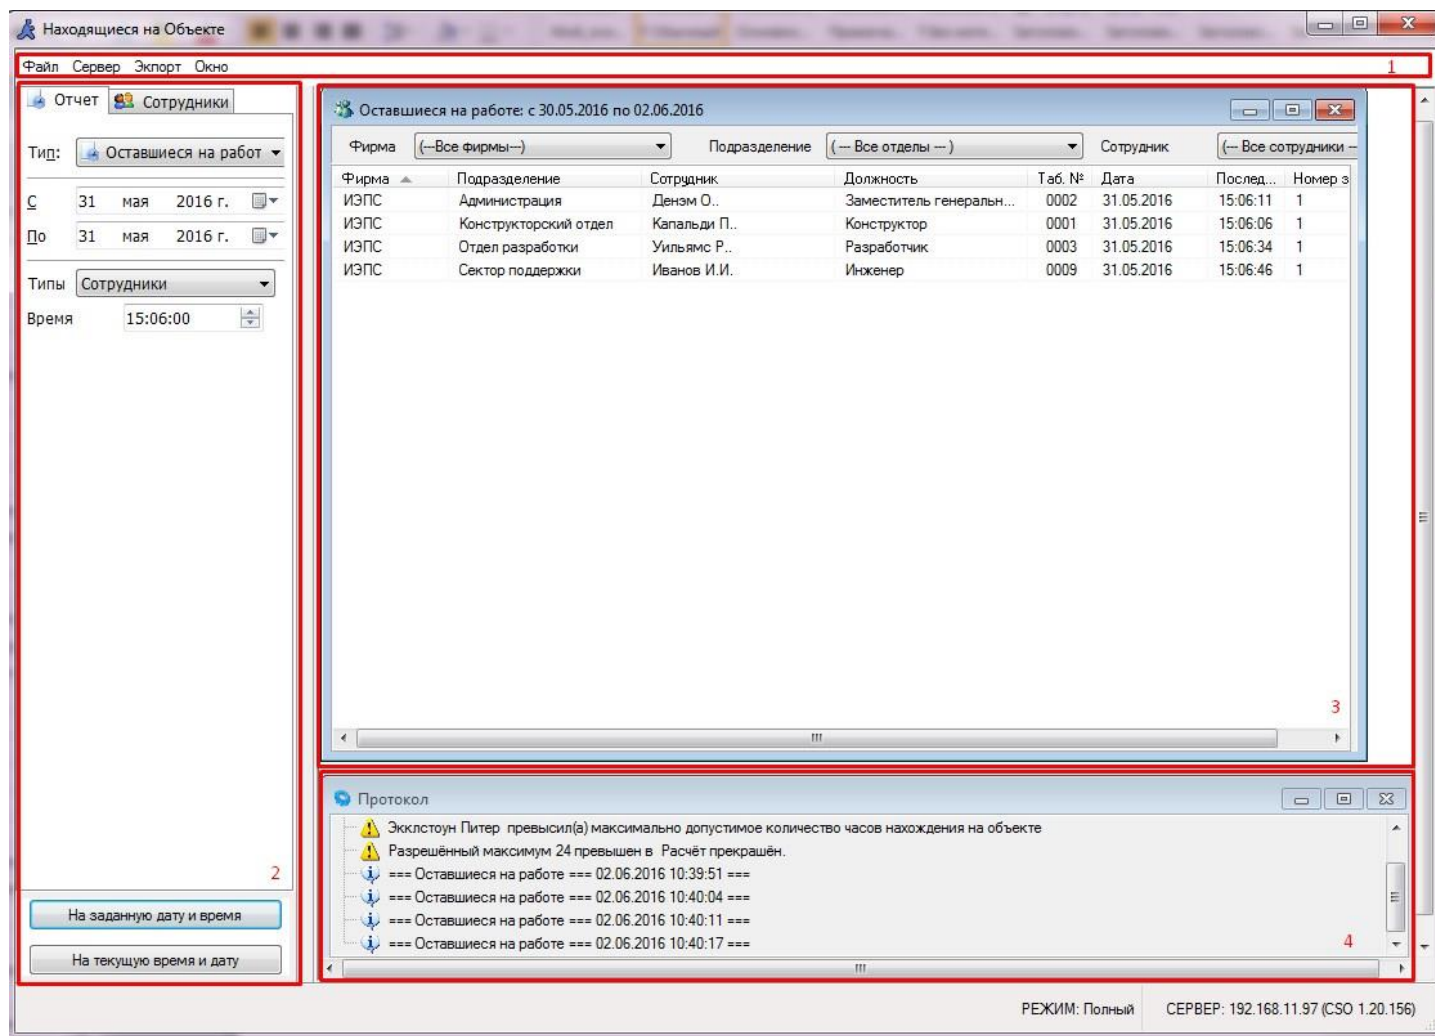 Находящиеся на Объекте
Файл Сервер Экпорт Окно
1
Отчет Сотрудники
Тип: Оставшиеся на работ
С 31 мая 2016 г.
По 31 мая 2016 г.
Типы Сотрудники
Время 15:06:00
2
На заданную дату и время
На текущую время и дату
Оставшиеся на работе: с 30.05.2016 по 02.06.2016
Фирма (---Все фирмы---) Подразделение ( --- Все отделы --- ) Сотрудник (--- Все сотрудники --
Фирма Подразделение Сотрудник Должность Таб. № Дата Послед... Номер з
ИЭПС Администрация Денэм О.. Заместитель генеральн... 0002 31.05.2016 15:06:11 1
ИЭПС Конструкторский отдел Капальди П.. Конструктор 0001 31.05.2016 15:06:06 1
ИЭПС Отдел разработки Уильямс Р.. Разработчик 0003 31.05.2016 15:06:34 1
ИЭПС Сектор поддержки Иванов И.И. Инженер 0009 31.05.2016 15:06:46 1
3
Протокол
Экклстоун Питер превысил(а) максимально допустимое количество часов нахождения на объекте
Разрешённый максимум 24 превышен в Расчёт прекращён.
=== Оставшиеся на работе === 02.06.2016 10:39:51 ===
=== Оставшиеся на работе === 02.06.2016 10:40:04 ===
=== Оставшиеся на работе === 02.06.2016 10:40:11 ===
=== Оставшиеся на работе === 02.06.2016 10:40:17 ===
4
РЕЖИМ: Полный СЕРВЕР: 192.168.11.97 (CSO 1.20.156)